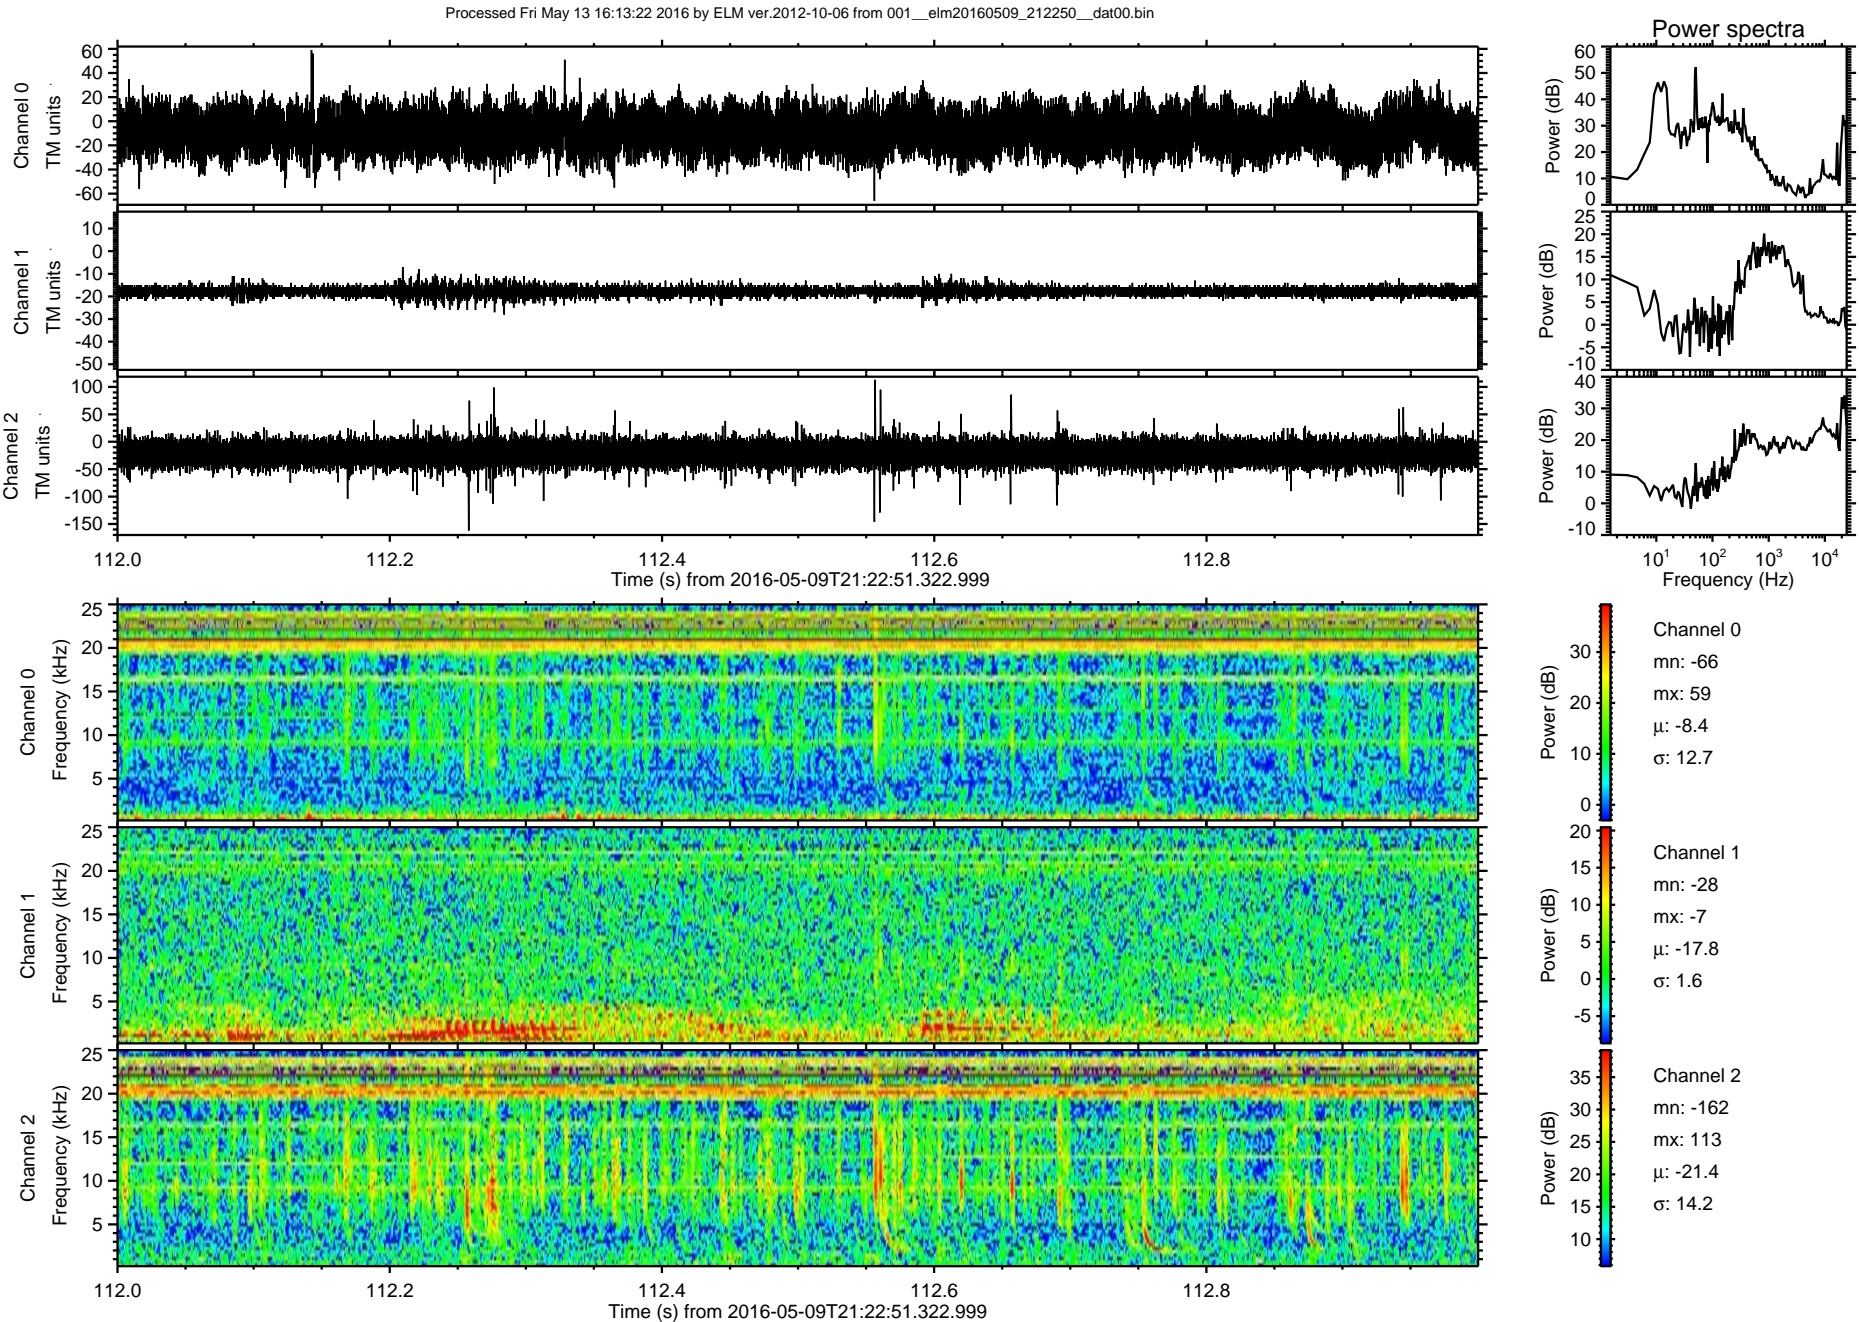 Processed Fri May 13 16:13:22 2016 by ELM ver.2012-10-06 from 001__elm20160509_212250__dat00.bin
Power spectra
Channel 0
TM units
60
40
20
0
-20
-40
-60
Power (dB)
60
50
40
30
20
10
0
Channel 1
TM units
10
0
-10
-20
-30
-40
-50
Power (dB)
25
20
15
10
5
0
-5
-10
Channel 2
TM units
100
50
0
-50
-100
-150
Power (dB)
40
30
20
10
0
-10
112.0 112.2 112.4 112.6 112.8
Time (s) from 2016-05-09T21:22:51.322.999
10¹ 10² 10³ 10⁴
Frequency (Hz)
Channel 0
Frequency (kHz)
25
20
15
10
5
Power (dB)
30
20
10
0
Channel 0
mn: -66
mx: 59
μ: -8.4
σ: 12.7
Channel 1
Frequency (kHz)
25
20
15
10
5
Power (dB)
20
15
10
5
0
-5
Channel 1
mn: -28
mx: -7
μ: -17.8
σ: 1.6
Channel 2
Frequency (kHz)
25
20
15
10
5
Power (dB)
35
30
25
20
15
10
Channel 2
mn: -162
mx: 113
μ: -21.4
σ: 14.2
112.0 112.2 112.4 112.6 112.8
Time (s) from 2016-05-09T21:22:51.322.999